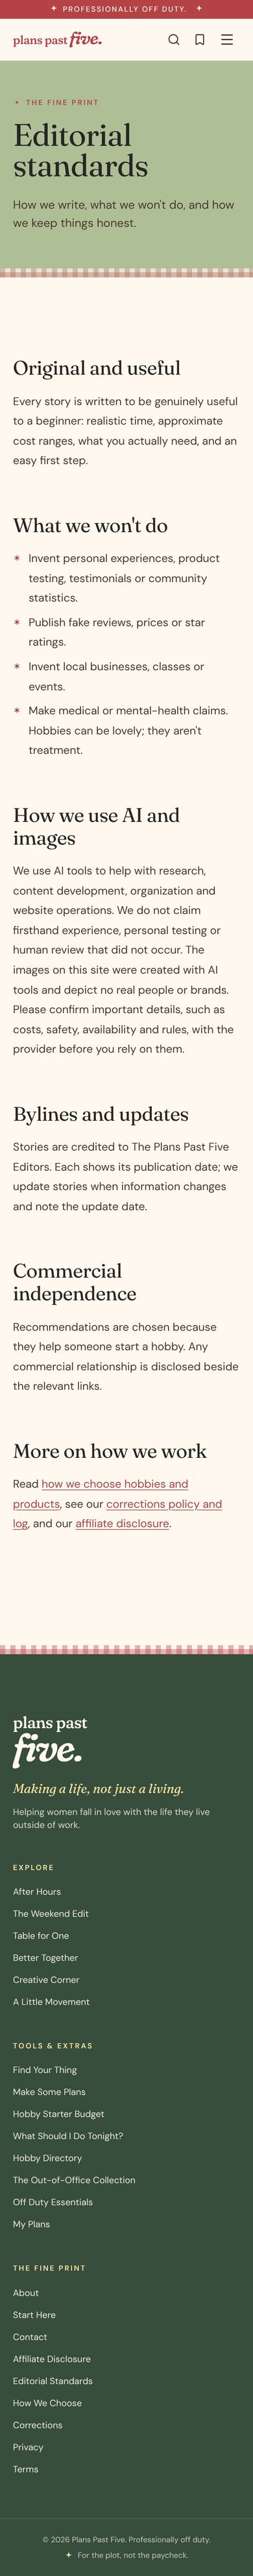 PROFESSIONALLY OFF DUTY.
plans past five.
THE FINE PRINT
Editorial
standards
How we write, what we won't do, and how
we keep things honest.
Original and useful
Every story is written to be genuinely useful
to a beginner: realistic time, approximate
cost ranges, what you actually need, and an
easy first step.
What we won't do
Invent personal experiences, product
testing, testimonials or community
statistics.
Publish fake reviews, prices or star
ratings.
Invent local businesses, classes or
events.
Make medical or mental-health claims.
Hobbies can be lovely; they aren't
treatment.
How we use AI and
images
We use AI tools to help with research,
content development, organization and
website operations. We do not claim
firsthand experience, personal testing or
human review that did not occur. The
images on this site were created with AI
tools and depict no real people or brands.
Please confirm important details, such as
costs, safety, availability and rules, with the
provider before you rely on them.
Bylines and updates
Stories are credited to The Plans Past Five
Editors. Each shows its publication date; we
update stories when information changes
and note the update date.
Commercial
independence
Recommendations are chosen because
they help someone start a hobby. Any
commercial relationship is disclosed beside
the relevant links.
More on how we work
Read how we choose hobbies and
products, see our corrections policy and
log, and our affiliate disclosure.
plans past
five.
Making a life, not just a living.
Helping women fall in love with the life they live
outside of work.
EXPLORE
After Hours
The Weekend Edit
Table for One
Better Together
Creative Corner
A Little Movement
TOOLS & EXTRAS
Find Your Thing
Make Some Plans
Hobby Starter Budget
What Should I Do Tonight?
Hobby Directory
The Out-of-Office Collection
Off Duty Essentials
My Plans
THE FINE PRINT
About
Start Here
Contact
Affiliate Disclosure
Editorial Standards
How We Choose
Corrections
Privacy
Terms
© 2026 Plans Past Five. Professionally off duty.
For the plot, not the paycheck.